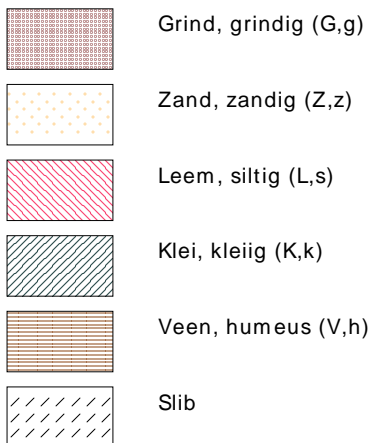 Grind, grindig (G,g)
Zand, zandig (Z,z)
Leem, siltig (L,s)
Klei, kleiig (K,k)
Veen, humeus (V,h)
Slib